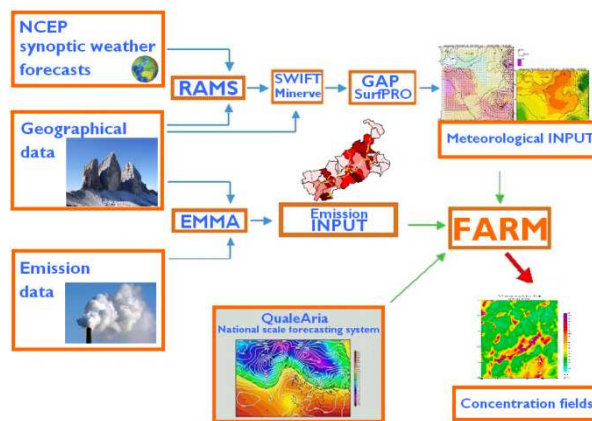 NCEP
synoptic weather
forecasts
RAMS
SWIFT
Minerve
GAP
SurfPRO
Meteorological INPUT
Geographical
data
EMMA
Emission
INPUT
FARM
Emission
data
QualeAria
National scale forecasting system
Concentration fields